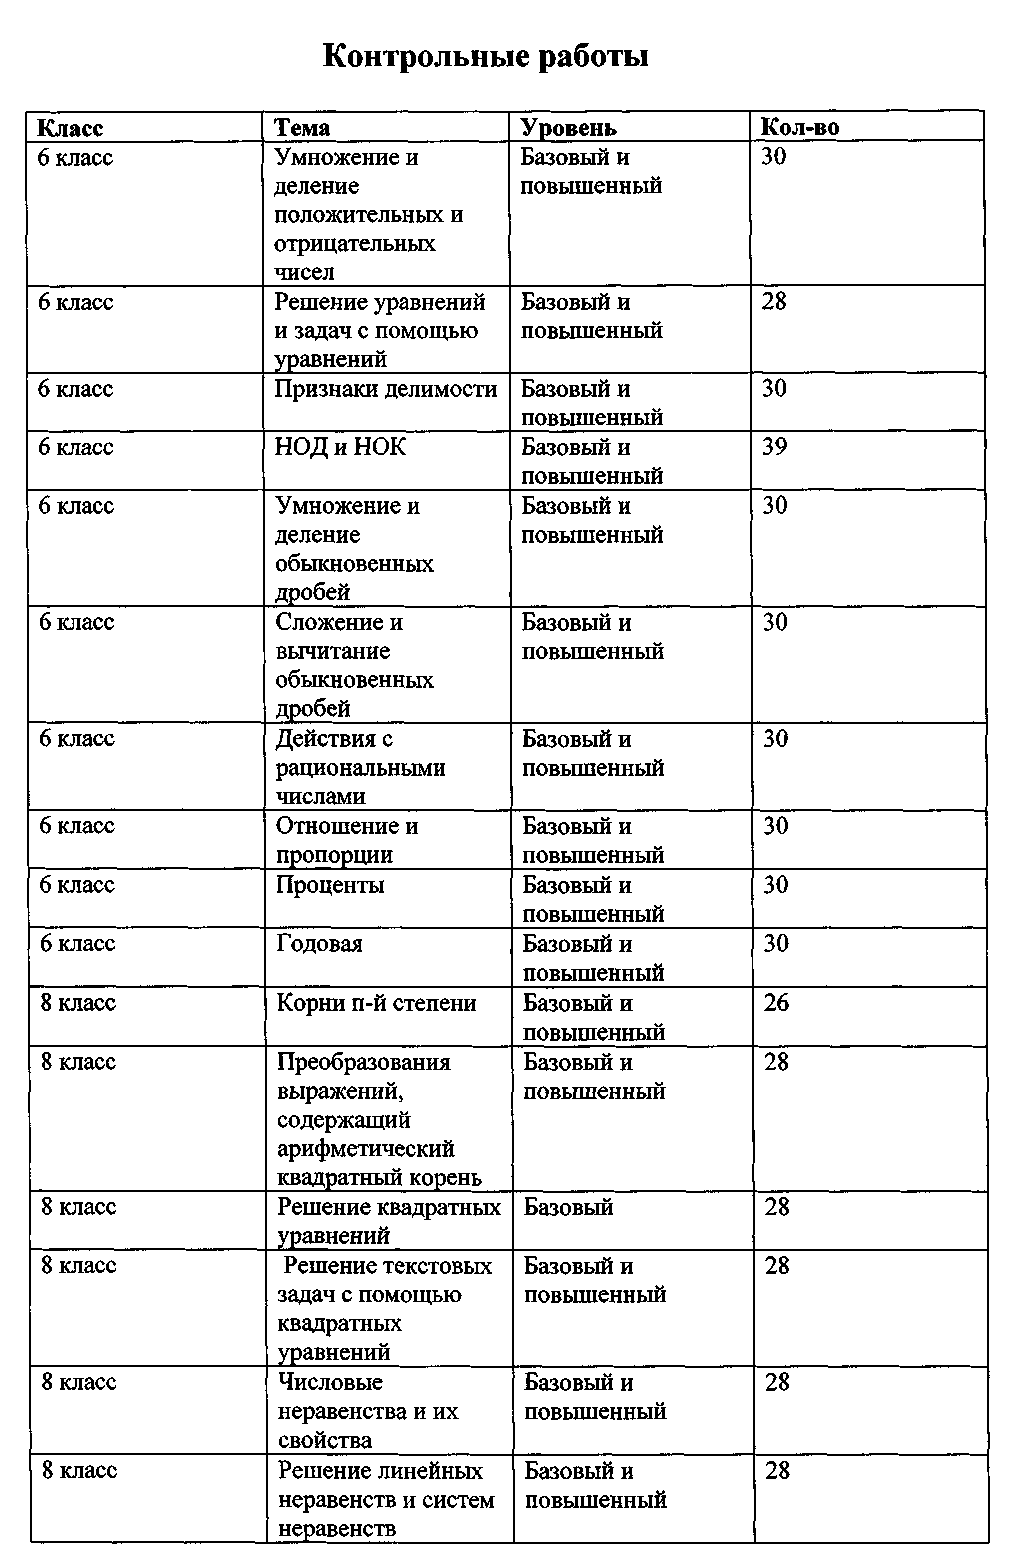 Контрольные работы
Класс Тема Уровень Кол-во
6 класс Умножение и Базовый и 30
деление повышенный
положительных и
отрицательных
чисел
6 класс Решение уравнений Базовый и 28
и задач с помощью повышенный
уравнений
6 класс Признаки делимости Базовый и 30
повышенный
6 класс НОД и НОК Базовый и 39
повышенный
6 класс Умножение и Базовый и 30
деление повышенный
обыкновенных
дробей
6 класс Сложение и Базовый и 30
вычитание повышенный
обыкновенных
дробей
6 класс Действия с Базовый и 30
рациональными повышенный
числами
6 класс Отношение и Базовый и 30
пропорции повышенный
6 класс Проценты Базовый и 30
повышенный
6 класс Годовая Базовый и 30
повышенный
8 класс Корни п-й степени Базовый и 26
повышенный
8 класс Преобразования Базовый и 28
выражений, повышенный
содержащий
арифметический
квадратный корень
8 класс Решение квадратных Базовый 28
уравнений
8 класс Решение текстовых Базовый и 28
задач с помощью повышенный
квадратных
уравнений
8 класс Числовые Базовый и 28
неравенства и их повышенный
свойства
8 класс Решение линейных Базовый и 28
неравенств и систем повышенный
неравенств